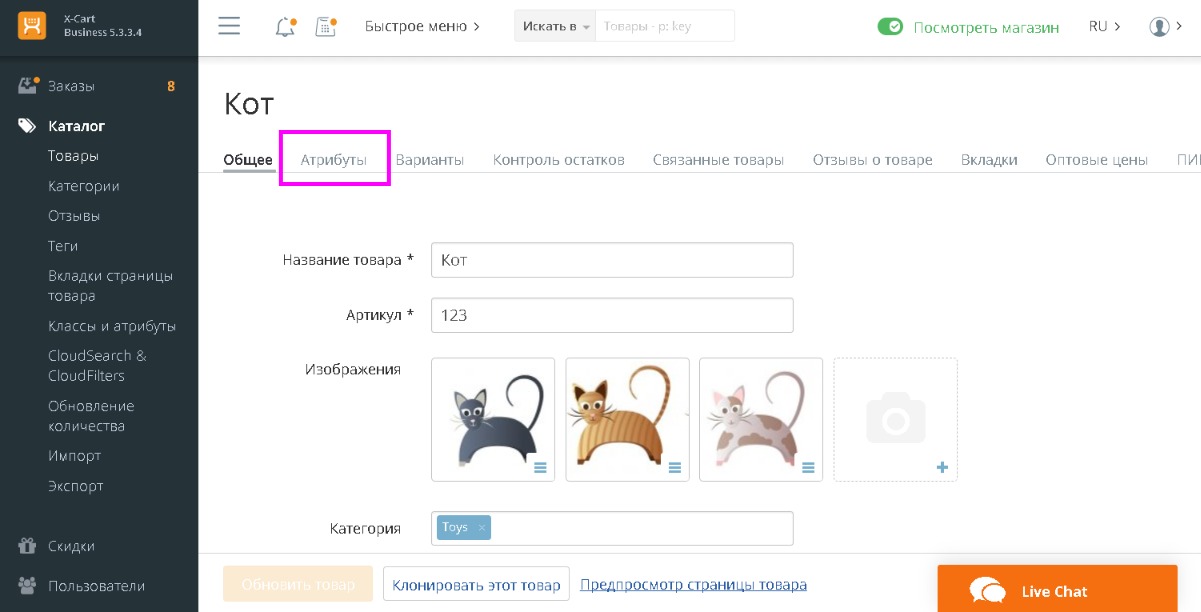 X-Cart
Business 5.3.3.4
Быстрое меню
Искать в
Товары - p: key
Посмотреть магазин
RU
Заказы
8
Каталог
Товары
Категории
Отзывы
Теги
Вкладки страницы
товара
Классы и атрибуты
CloudSearch &
CloudFilters
Обновление
количества
Импорт
Экспорт
Скидки
Пользователи
Кот
Общее
Атрибуты
Варианты
Контроль остатков
Связанные товары
Отзывы о товаре
Вкладки
Оптовые цены
Название товара *
Кот
Артикул *
123
Изображения
Категория
Toys ×
Обновить товар
Клонировать этот товар
Предпросмотр страницы товара
Live Chat